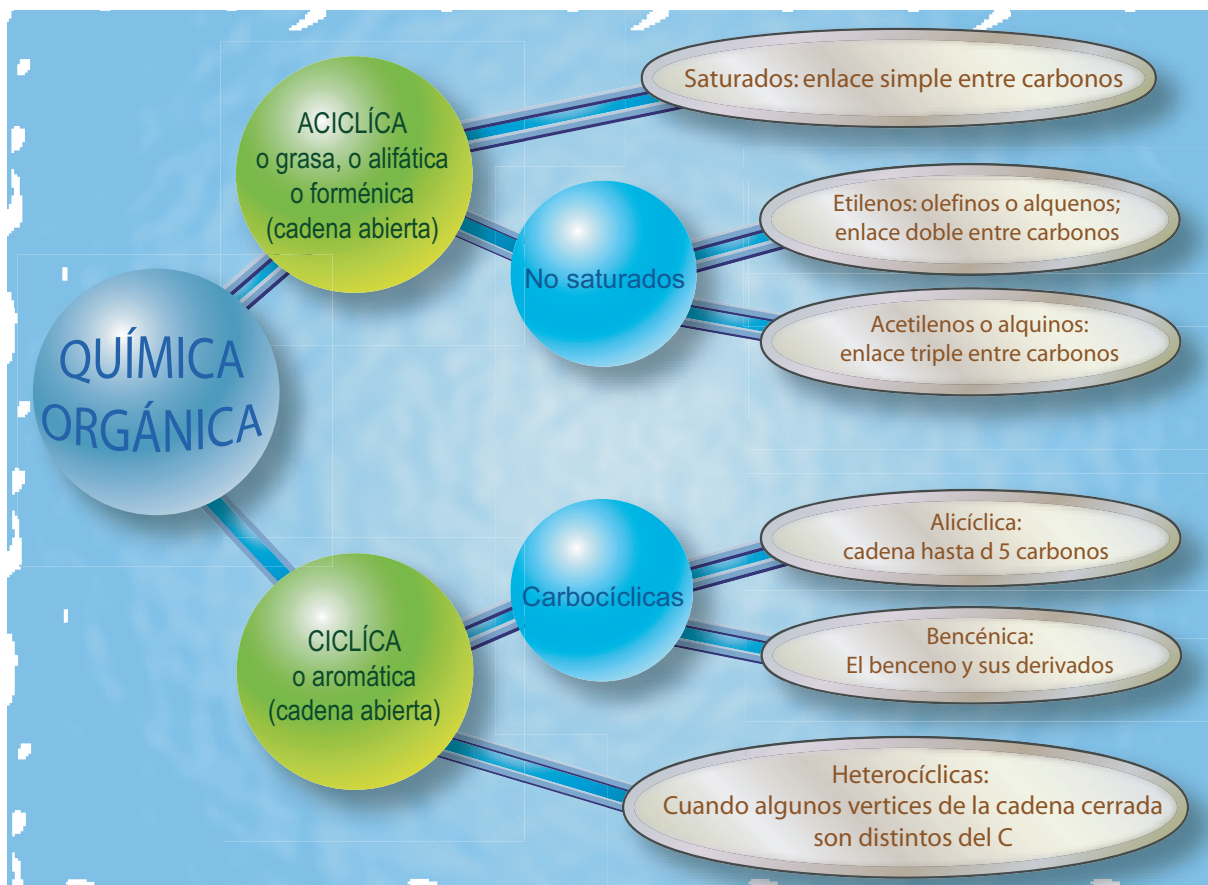 QUÍMICA
ORGÁNICA
ACICLÍCA
o grasa, o alifática
o forménica
(cadena abierta)
Saturados: enlace simple entre carbonos
No saturados
Etilenos: olefinos o alquenos;
enlace doble entre carbonos
Acetilenos o alquinos:
enlace triple entre carbonos
CICLÍCA
o aromática
(cadena abierta)
Carbocíclicas
Alicíclica:
cadena hasta d 5 carbonos
Bencénica:
El benceno y sus derivados
Heterocíclicas:
Cuando algunos vertices de la cadena cerrada
son distintos del C